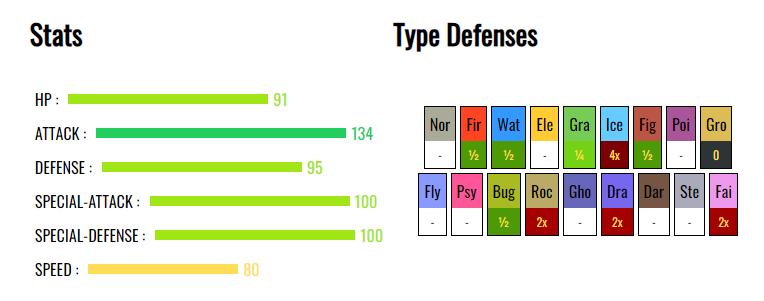 Stats
HP : 91
ATTACK : 134
DEFENSE : 95
SPECIAL-ATTACK : 100
SPECIAL-DEFENSE : 100
SPEED : 80
Type Defenses
Nor Fir Wat Ele Gra Ice Fig Poi Gro
- ½ ½ - ¼ 4x ½ - 0
Fly Psy Bug Roc Gho Dra Dar Ste Fai
- - ½ 2x - 2x - - 2x